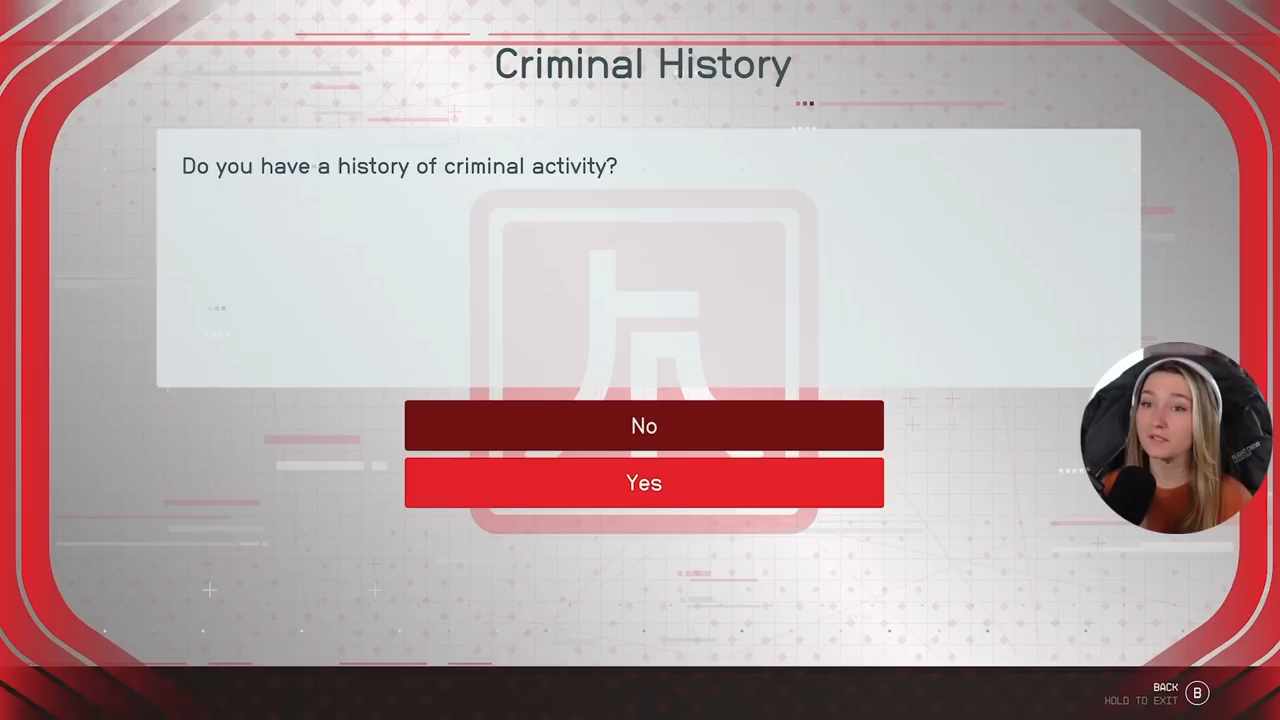 Criminal History
Do you have a history of criminal activity?
No
Yes
BACK
HOLD TO EXIT
B